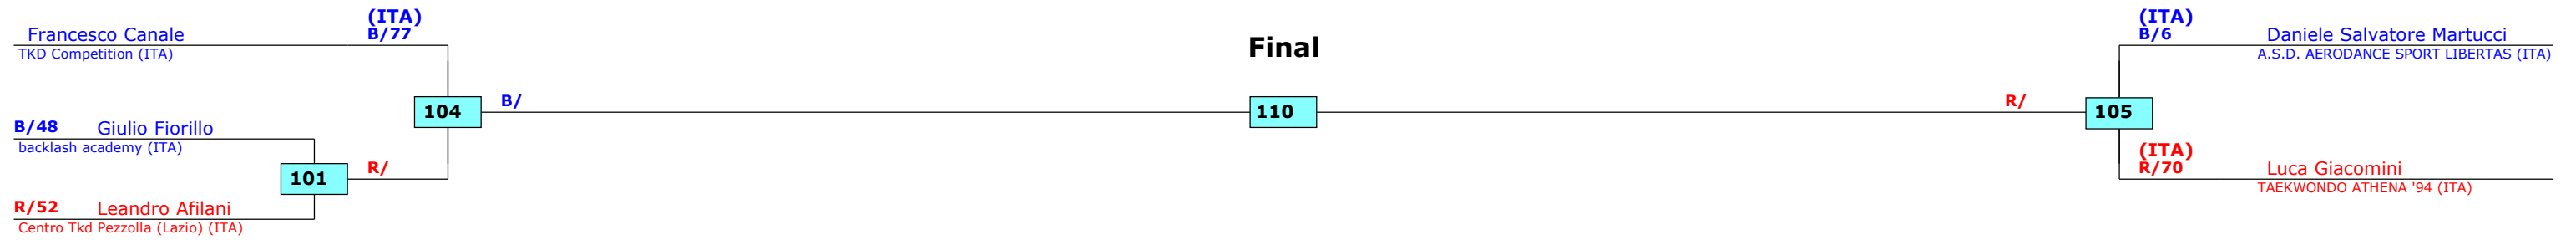 (ITA)
Francesco Canale B/77
TKD Competition (ITA)
104
B/
B/48 Giulio Fiorillo
backlash academy (ITA)
101
R/
R/52 Leandro Afilani
Centro Tkd Pezzolla (Lazio) (ITA)
Final
110
(ITA)
B/6 Daniele Salvatore Martucci
A.S.D. AERODANCE SPORT LIBERTAS (ITA)
R/
105
(ITA)
R/70 Luca Giacomini
TAEKWONDO ATHENA '94 (ITA)